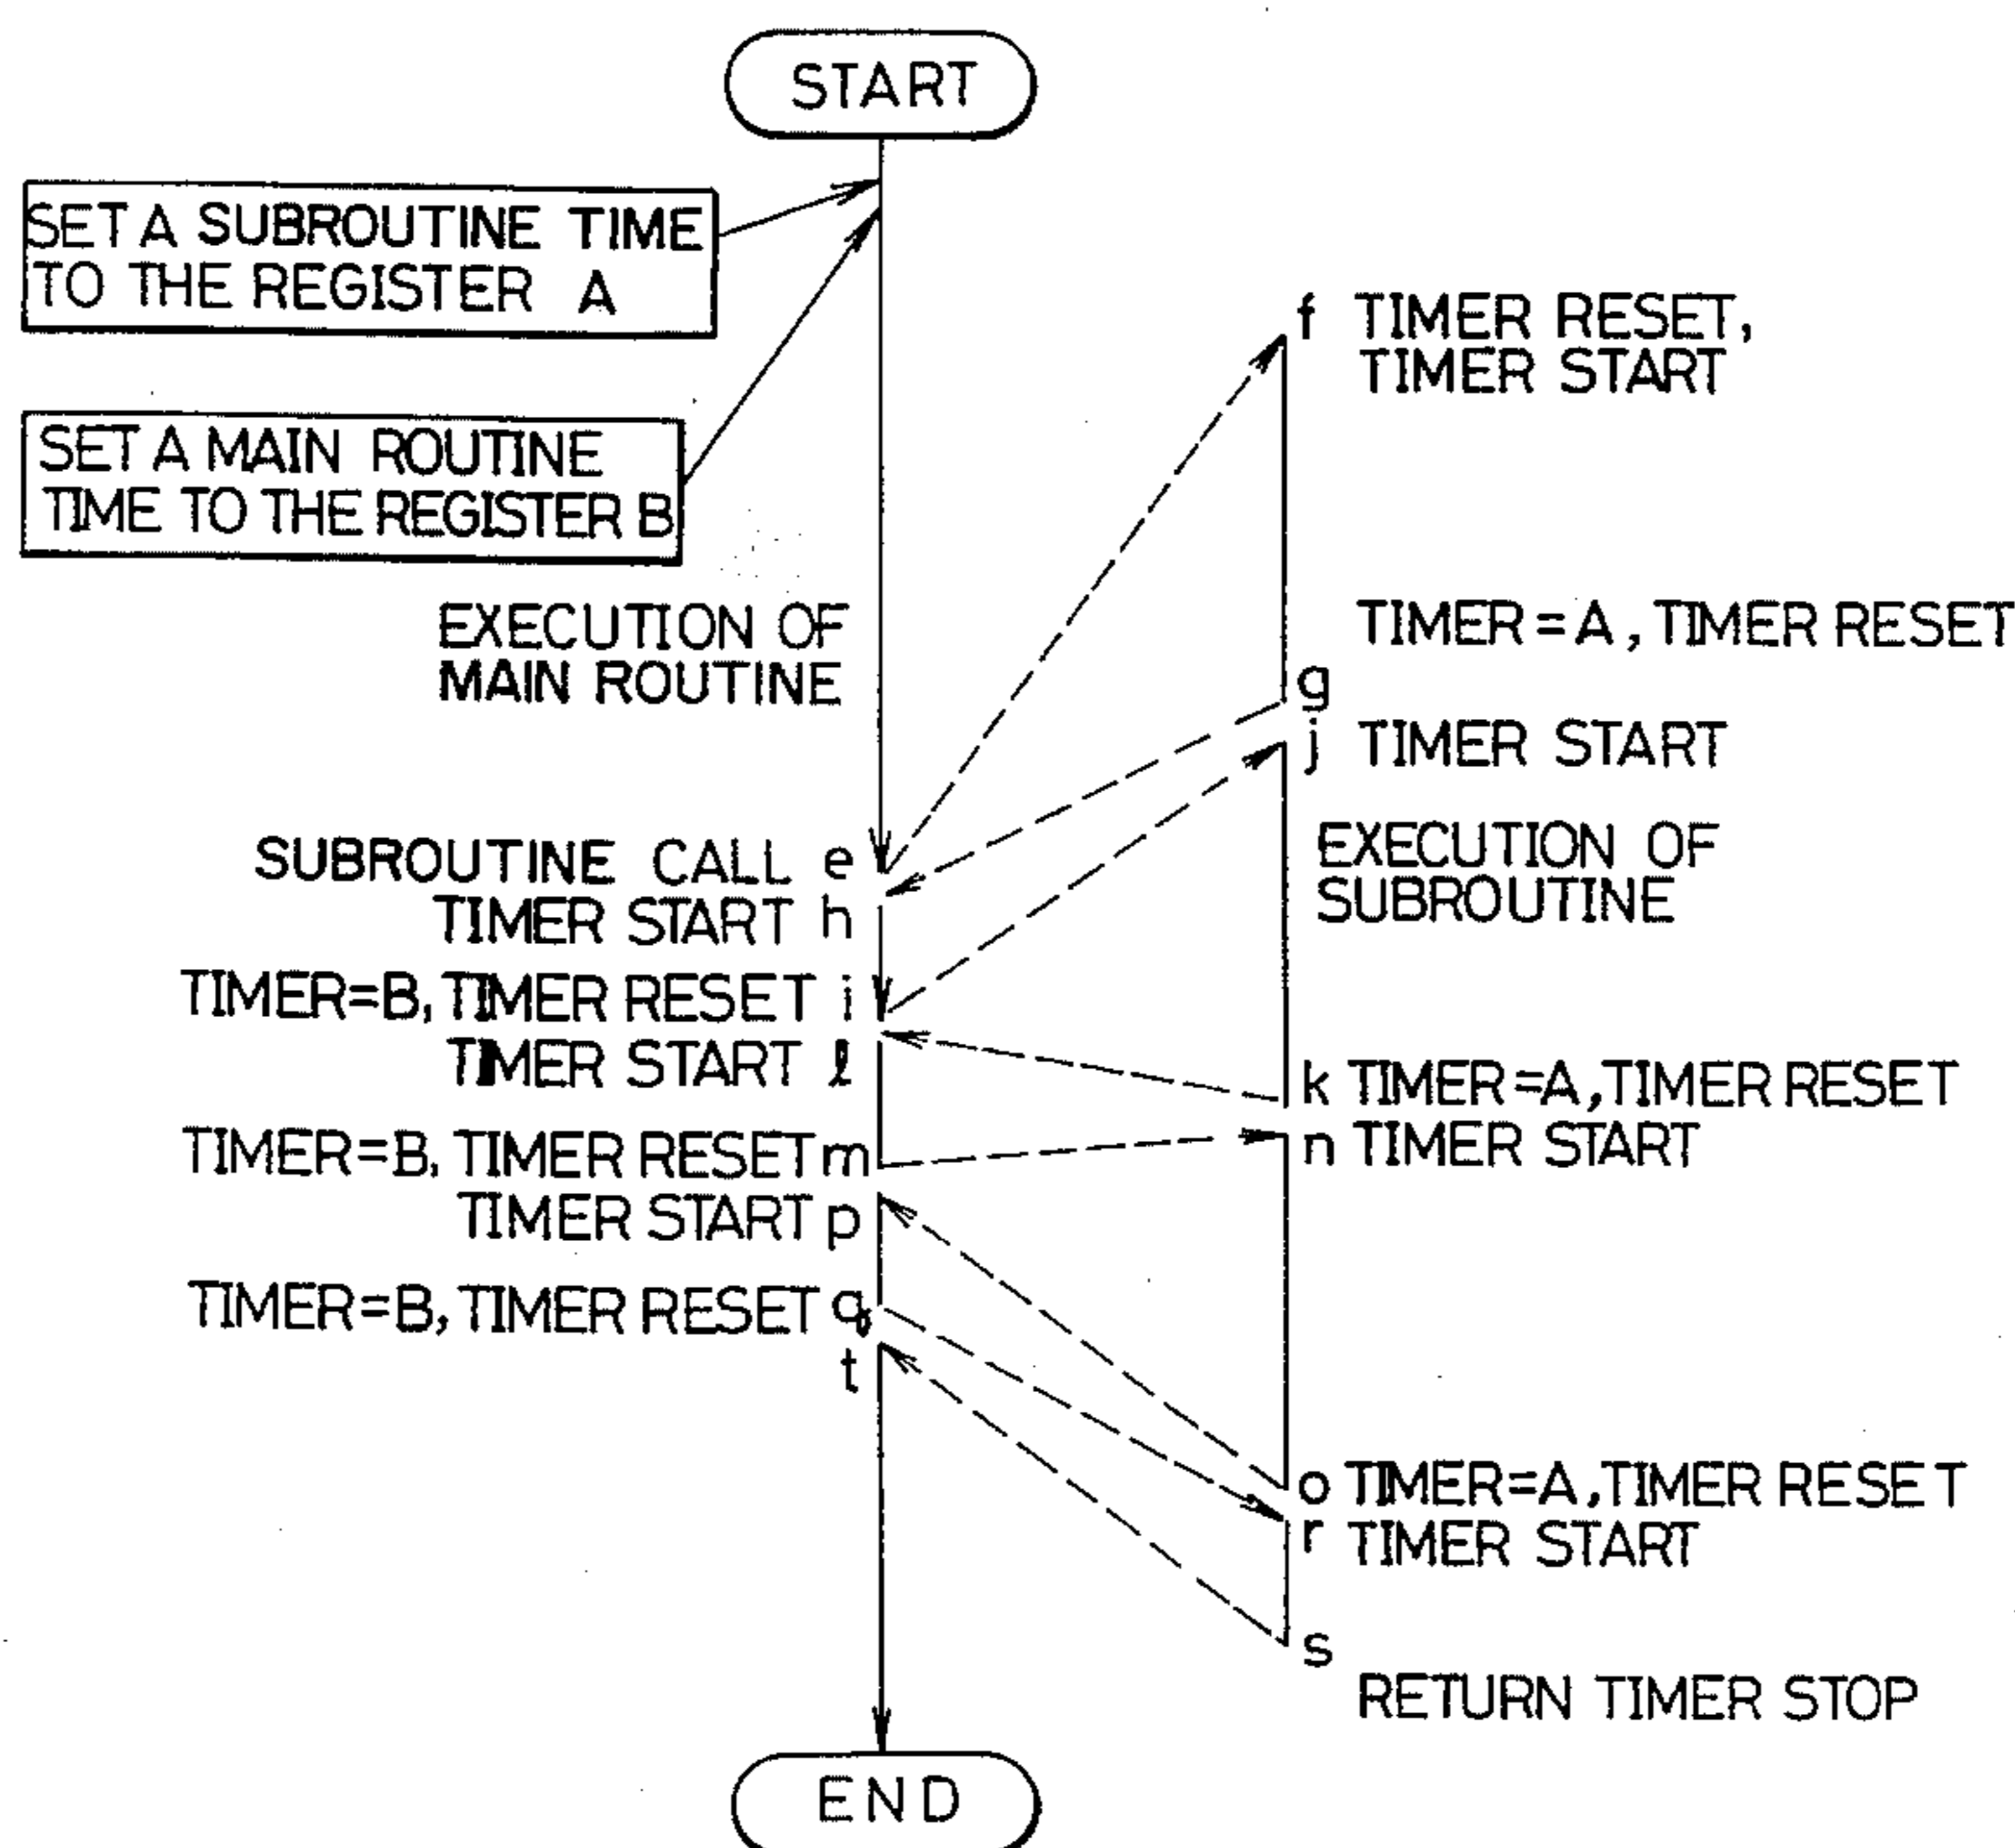 START
SET A SUBROUTINE TIME
TO THE REGISTER A
SET A MAIN ROUTINE
TIME TO THE REGISTER B
EXECUTION OF
MAIN ROUTINE
f TIMER RESET,
TIMER START
TIMER=A, TIMER RESET
g
j TIMER START
SUBROUTINE CALL e
TIMER START h
EXECUTION OF
SUBROUTINE
TIMER=B, TIMER RESET i
TIMER START l
k TIMER=A, TIMER RESET
n TIMER START
TIMER=B, TIMER RESET m
TIMER START p
TIMER=B, TIMER RESET q
t
o TIMER=A, TIMER RESET
r TIMER START
s
RETURN TIMER STOP
END